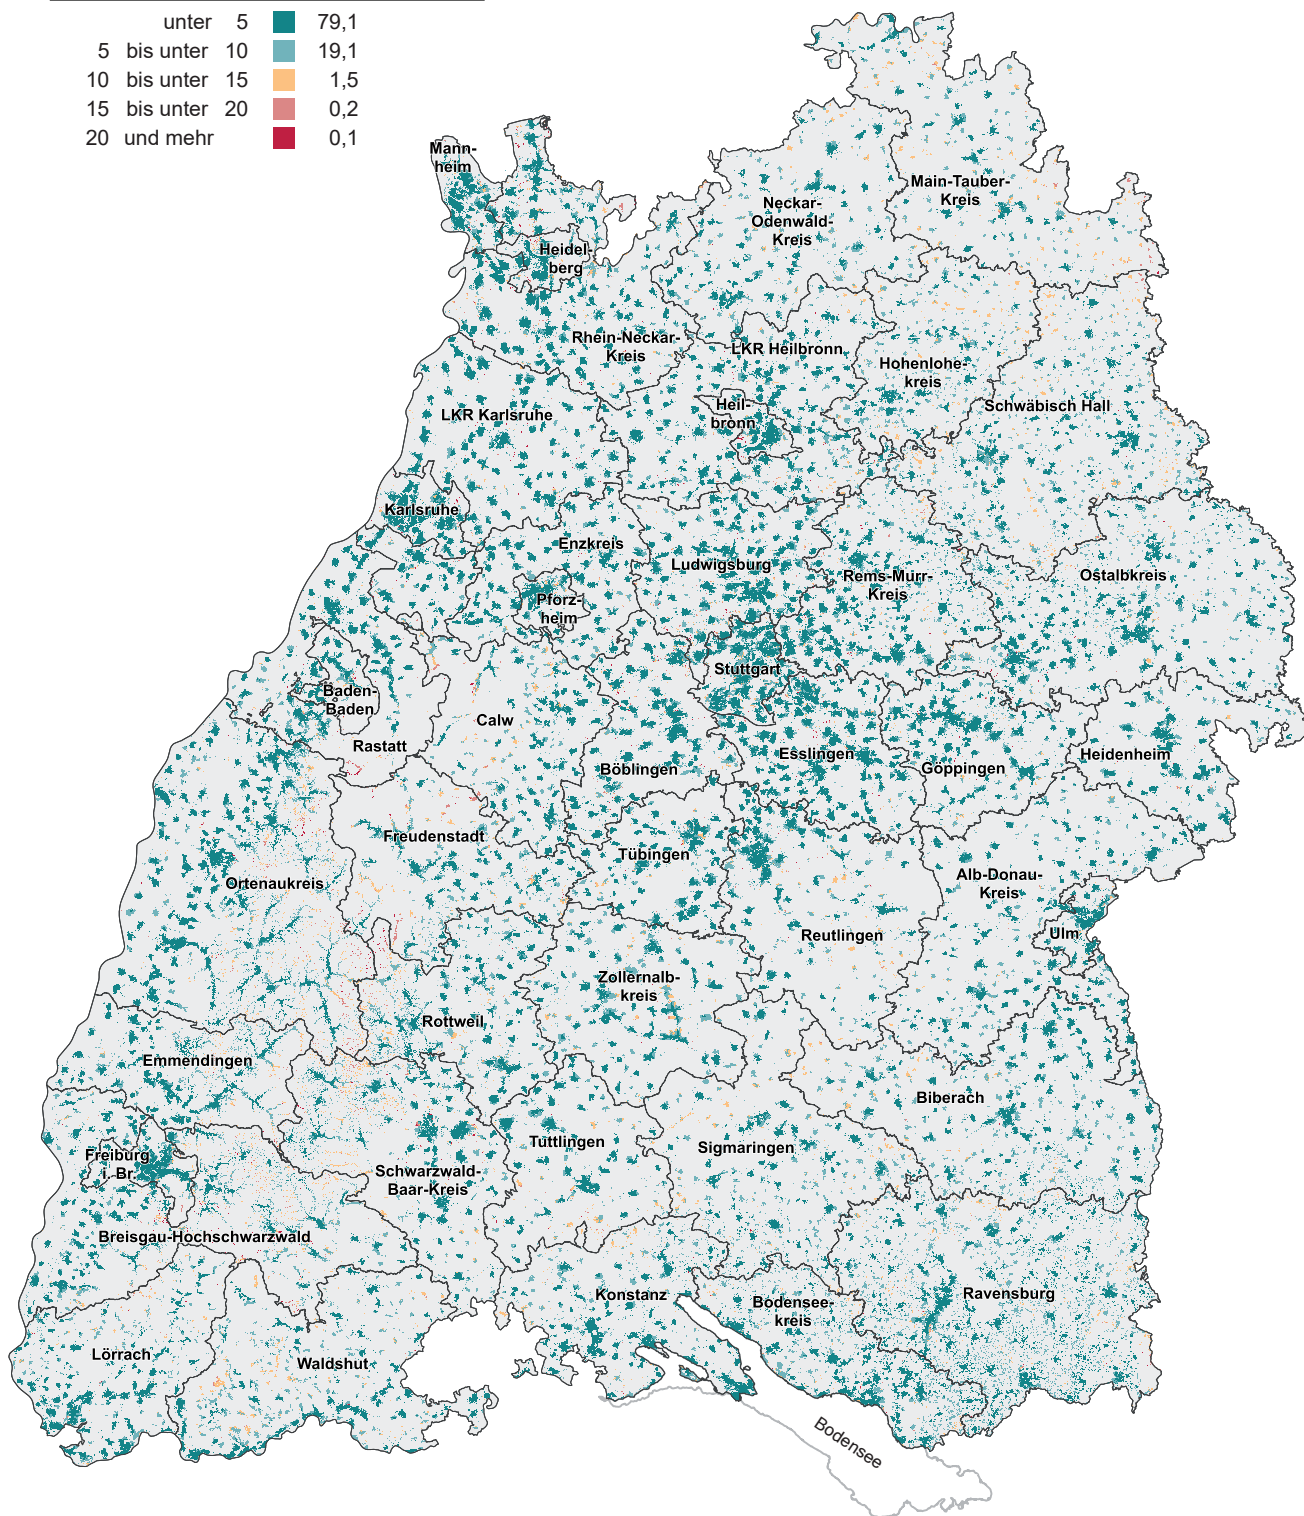 unter 5 79,1
5 bis unter 10 19,1
10 bis unter 15 1,5
15 bis unter 20 0,2
20 und mehr 0,1
Mann-
heim
Main-Tauber-
Kreis
Neckar-
Odenwald-
Kreis
Heidel-
berg
Rhein-Neckar-
Kreis
LKR Heilbronn
Hohenlohe-
kreis
Schwäbisch Hall
LKR Karlsruhe
Heil-
bronn
Karlsruhe
Enzkreis
Ludwigsburg
Rems-Murr-
Kreis
Ostalbkreis
Pforz-
heim
Stuttgart
Baden-
Baden
Calw
Rastatt
Böblingen
Esslingen
Göppingen
Heidenheim
Freudenstadt
Tübingen
Ortenaukreis
Alb-Donau-
Kreis
Reutlingen
Ulm
Zollernalb-
kreis
Rottweil
Emmendingen
Biberach
Freiburg
i. Br.
Tuttlingen
Sigmaringen
Schwarzwald-
Baar-Kreis
Breisgau-Hochschwarzwald
Konstanz
Bodensee-
kreis
Ravensburg
Lörrach
Waldshut
Bodensee